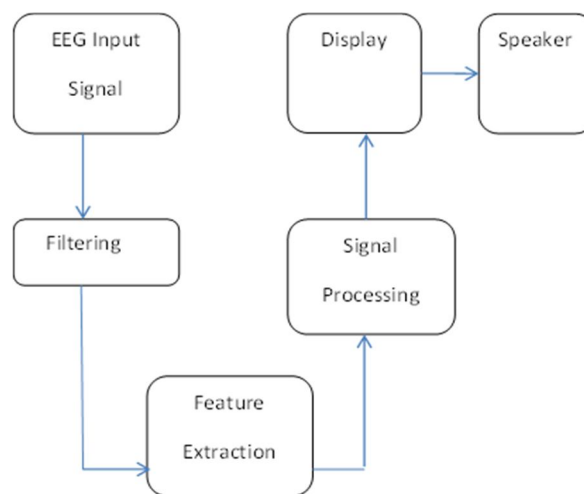 EEG Input
Signal
Filtering
Feature
Extraction
Signal
Processing
Display
Speaker